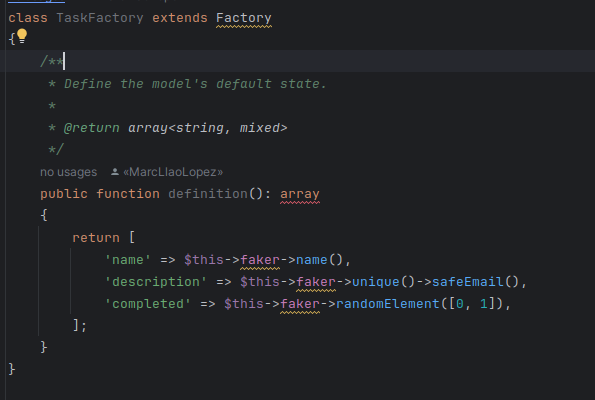 class TaskFactory extends Factory
{
    /**
     * Define the model's default state.
     *
     * @return array<string, mixed>
     */
    no usages   «MarcLlaoLopez»
    public function definition(): array
    {
        return [
            'name' => $this->faker->name(),
            'description' => $this->faker->unique()->safeEmail(),
            'completed' => $this->faker->randomElement([0, 1]),
        ];
    }
}